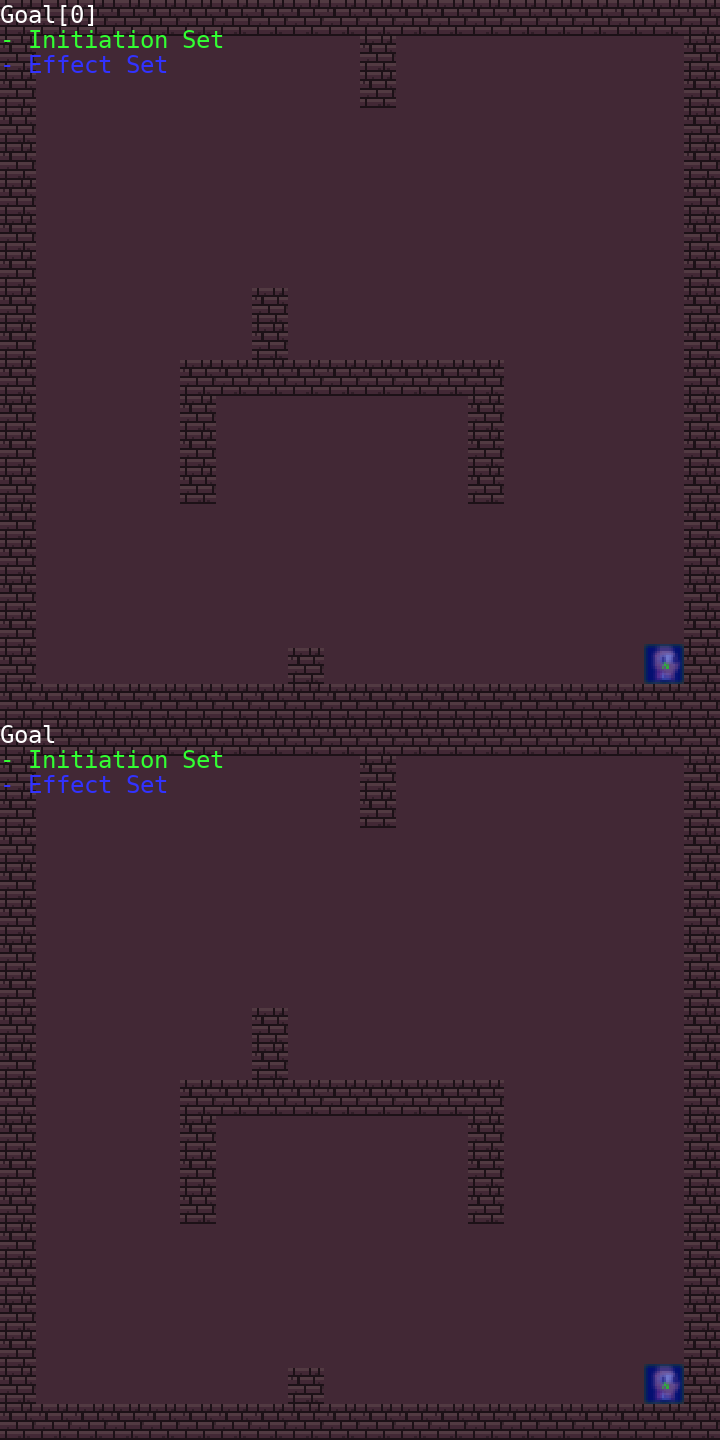 Goal[0]
- Initiation Set
- Effect Set
Goal
- Initiation Set
- Effect Set